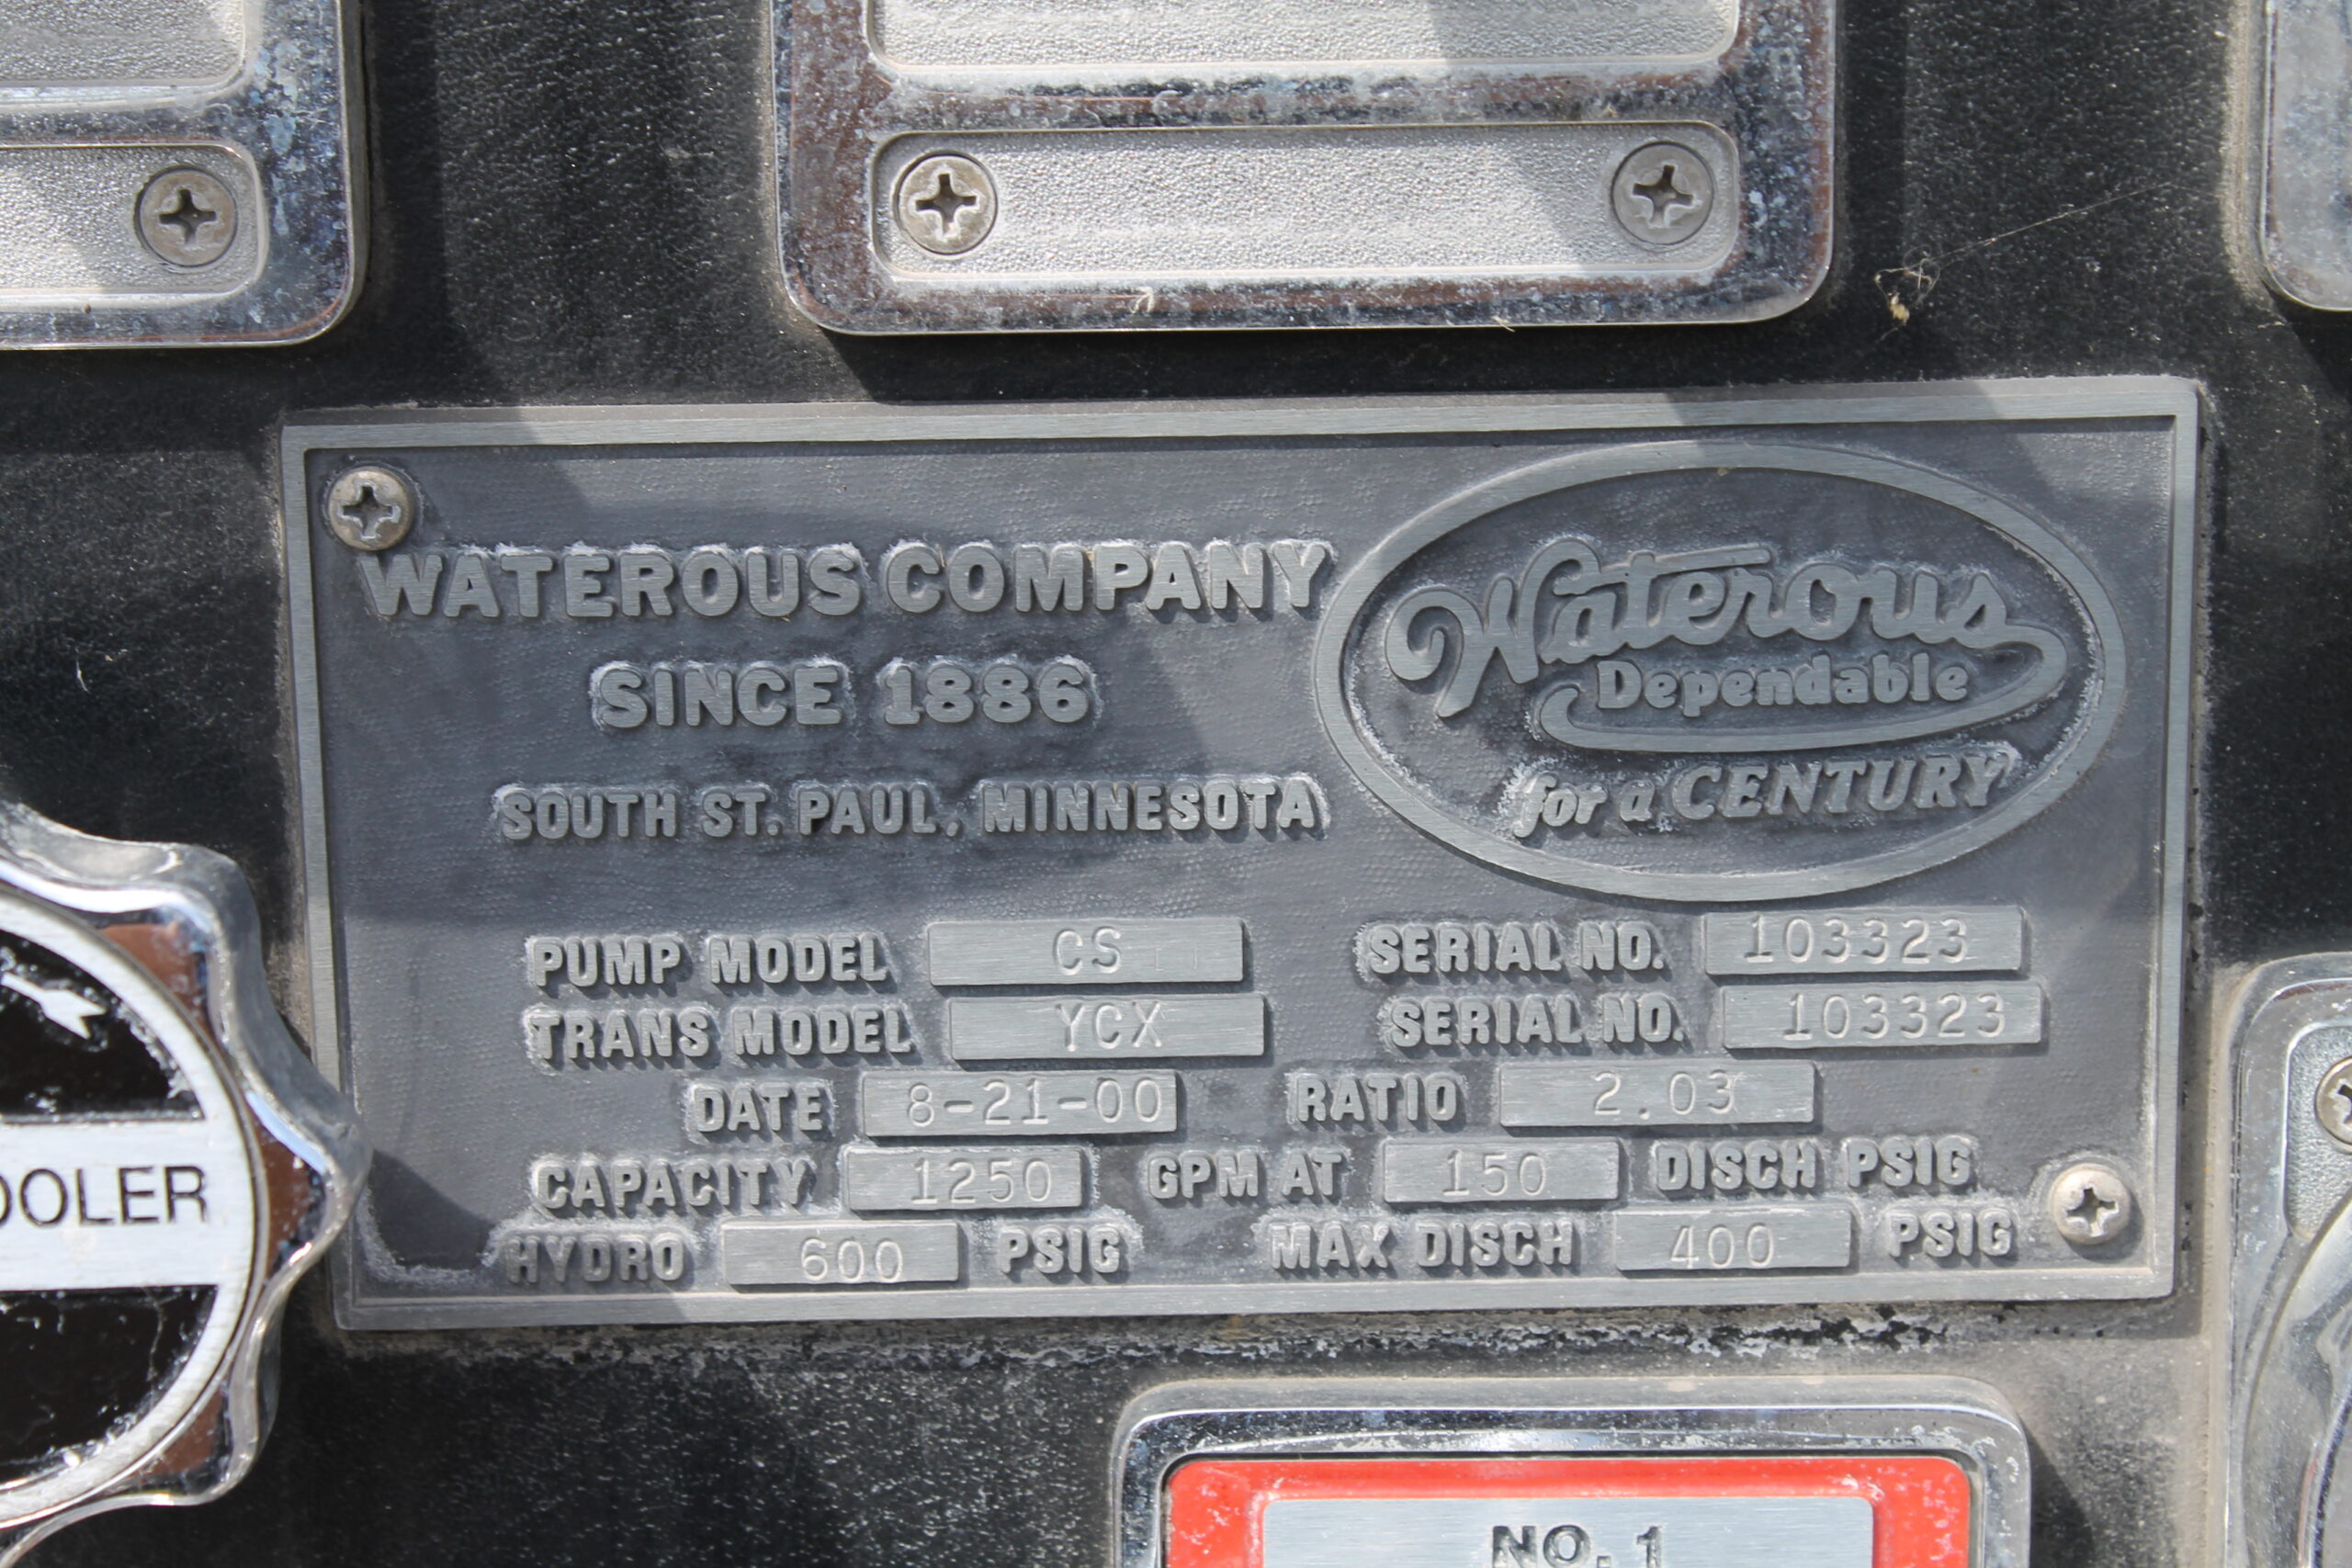 WATEROUS COMPANY
SINCE 1886
SOUTH ST. PAUL, MINNESOTA
Waterous
Dependable
for a CENTURY
PUMP MODEL CS SERIAL NO. 103323
TRANS MODEL YCX SERIAL NO. 103323
DATE 8-21-00 RATIO 2.03
CAPACITY 1250 GPM AT 150 DISCH PSIG
HYDRO 600 PSIG MAX DISCH 400 PSIG
OOLER
NO. 1